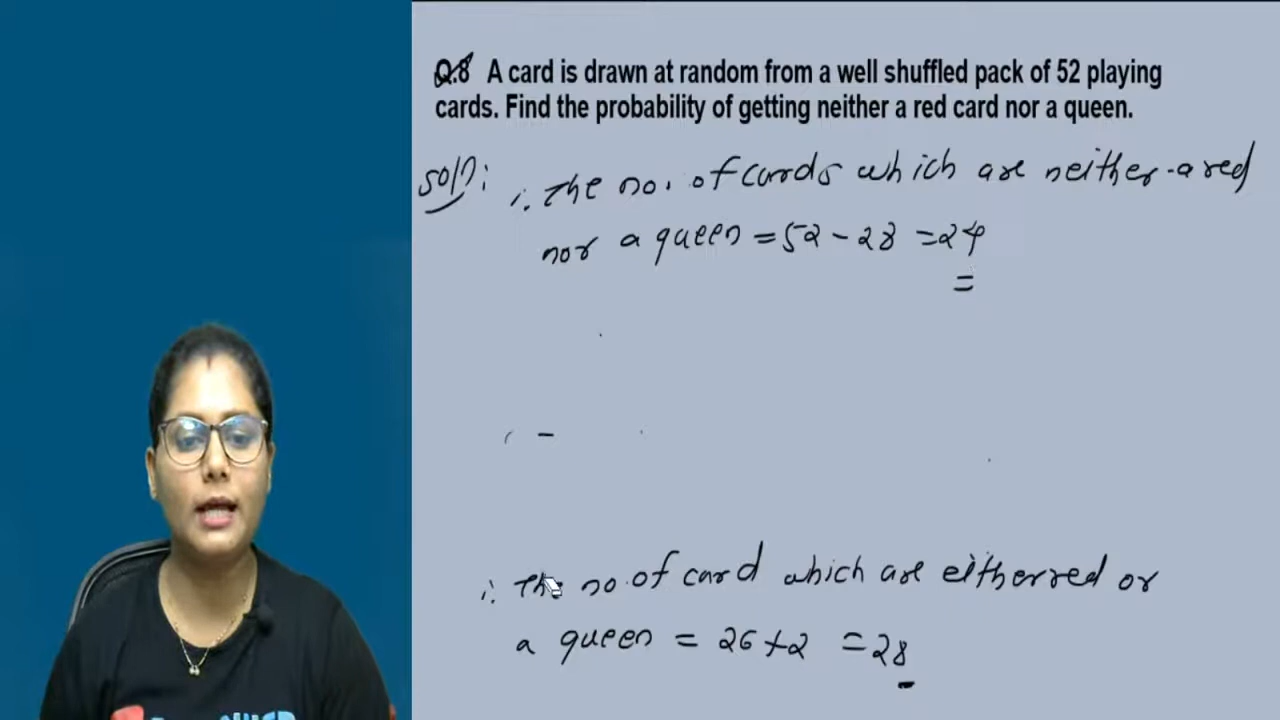 Q.8 A card is drawn at random from a well shuffled pack of 52 playing
cards. Find the probability of getting neither a red card nor a queen.
Soln: i. The no. of cards which are neither a red
nor a queen = 52 - 28 = 24
i. The no. of card which are either red or
a queen = 26 + 2 = 28